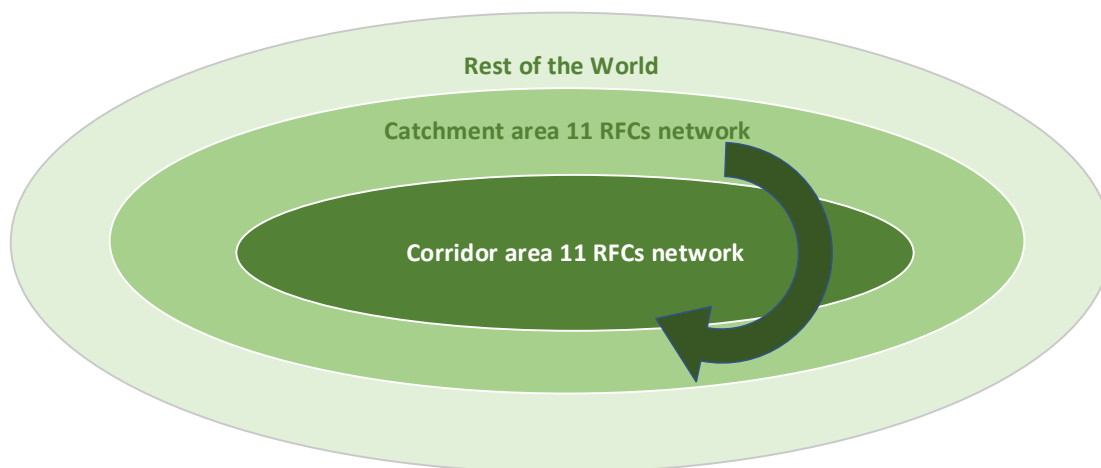 Rest of the World
Catchment area 11 RFCs network
Corridor area 11 RFCs network